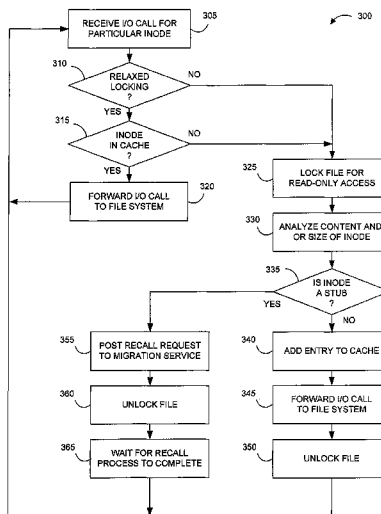 305
RECEIVE I/O CALL FOR
PARTICULAR INODE
300
310
RELAXED
LOCKING
?
NO
YES
315
INODE
IN CACHE
?
NO
YES
320
FORWARD I/O CALL
TO FILE SYSTEM
325
LOCK FILE FOR
READ-ONLY ACCESS
330
ANALYZE CONTENT AND/
OR SIZE OF INODE
335
IS INODE
A STUB
?
YES
NO
355
POST RECALL REQUEST
TO MIGRATION SERVICE
340
ADD ENTRY TO CACHE
360
UNLOCK FILE
345
FORWARD I/O CALL
TO FILE SYSTEM
365
WAIT FOR RECALL
PROCESS TO COMPLETE
350
UNLOCK FILE